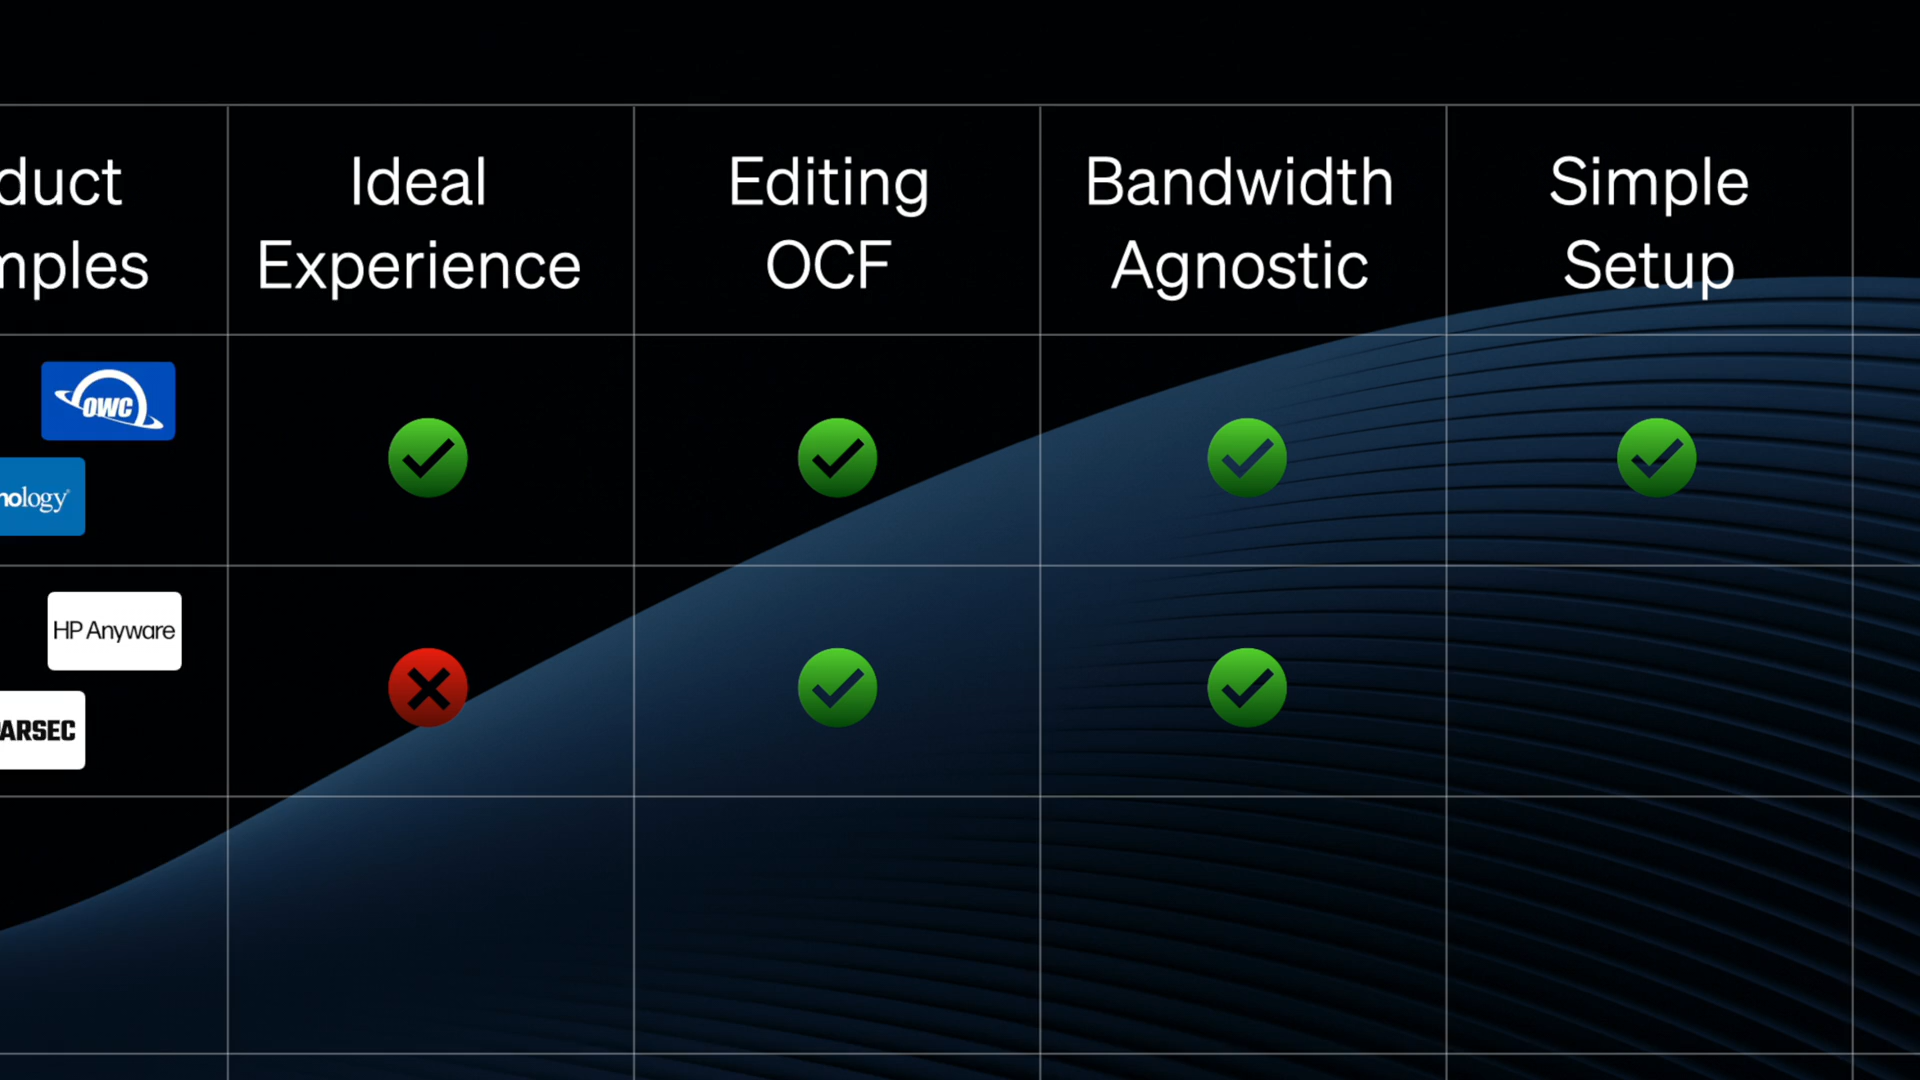 duct
mples
Ideal
Experience
Editing
OCF
Bandwidth
Agnostic
Simple
Setup
OWC
nology
HP Anyware
ARSEC